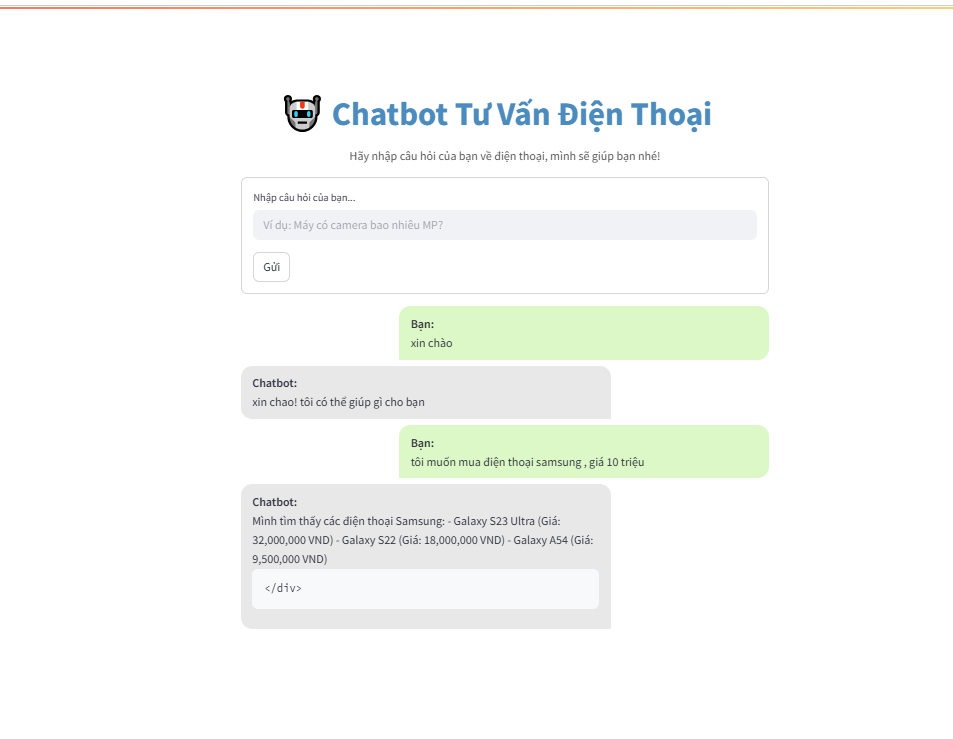 Chatbot Tư Vấn Điện Thoại
Hãy nhập câu hỏi của bạn về điện thoại, mình sẽ giúp bạn nhé!
Nhập câu hỏi của bạn...
Ví dụ: Máy có camera bao nhiêu MP?
Gửi
Bạn:
xin chào
Chatbot:
xin chao! tôi có thể giúp gì cho bạn
Bạn:
tôi muốn mua điện thoại samsung , giá 10 triệu
Chatbot:
Mình tìm thấy các điện thoại Samsung: - Galaxy S23 Ultra (Giá:
32,000,000 VND) - Galaxy S22 (Giá: 18,000,000 VND) - Galaxy A54 (Giá:
9,500,000 VND)
</div>